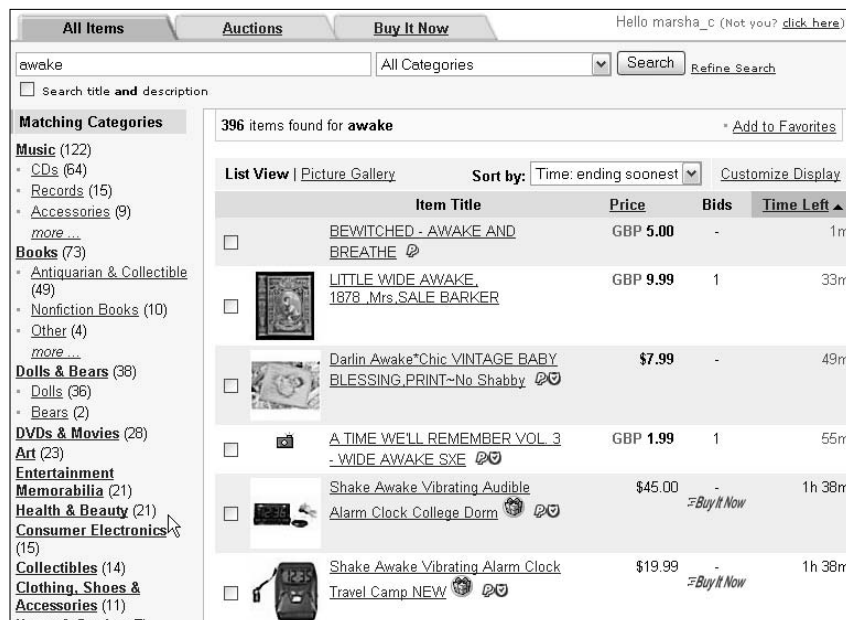 All Items Auctions Buy It Now Hello marsha_c (Not you? click here)
awake All Categories Search Refine Search
Search title and description
Matching Categories
Music (122)
CDs (64)
Records (15)
Accessories (9)
more ...
Books (73)
Antiquarian & Collectible
(49)
Nonfiction Books (10)
Other (4)
more ...
Dolls & Bears (38)
Dolls (36)
Bears (2)
DVDs & Movies (28)
Art (23)
Entertainment
Memorabilia (21)
Health & Beauty (21)
Consumer Electronics
(15)
Collectibles (14)
Clothing, Shoes &
Accessories (11)
396 items found for awake Add to Favorites
List View | Picture Gallery Sort by: Time: ending soonest Customize Display
Item Title Price Bids Time Left
BEWITCHED - AWAKE AND GBP 5.00 - 1m
BREATHE
LITTLE WIDE AWAKE, GBP 9.99 1 33m
1878 ,Mrs,SALE BARKER
Darlin Awake*Chic VINTAGE BABY $7.99 - 49m
BLESSING,PRINT~No Shabby
A TIME WE'LL REMEMBER VOL. 3 GBP 1.99 1 55m
- WIDE AWAKE SXE
Shake Awake Vibrating Audible $45.00 - 1h 38m
Alarm Clock College Dorm Buy It Now
Shake Awake Vibrating Alarm Clock $19.99 - 1h 38m
Travel Camp NEW Buy It Now